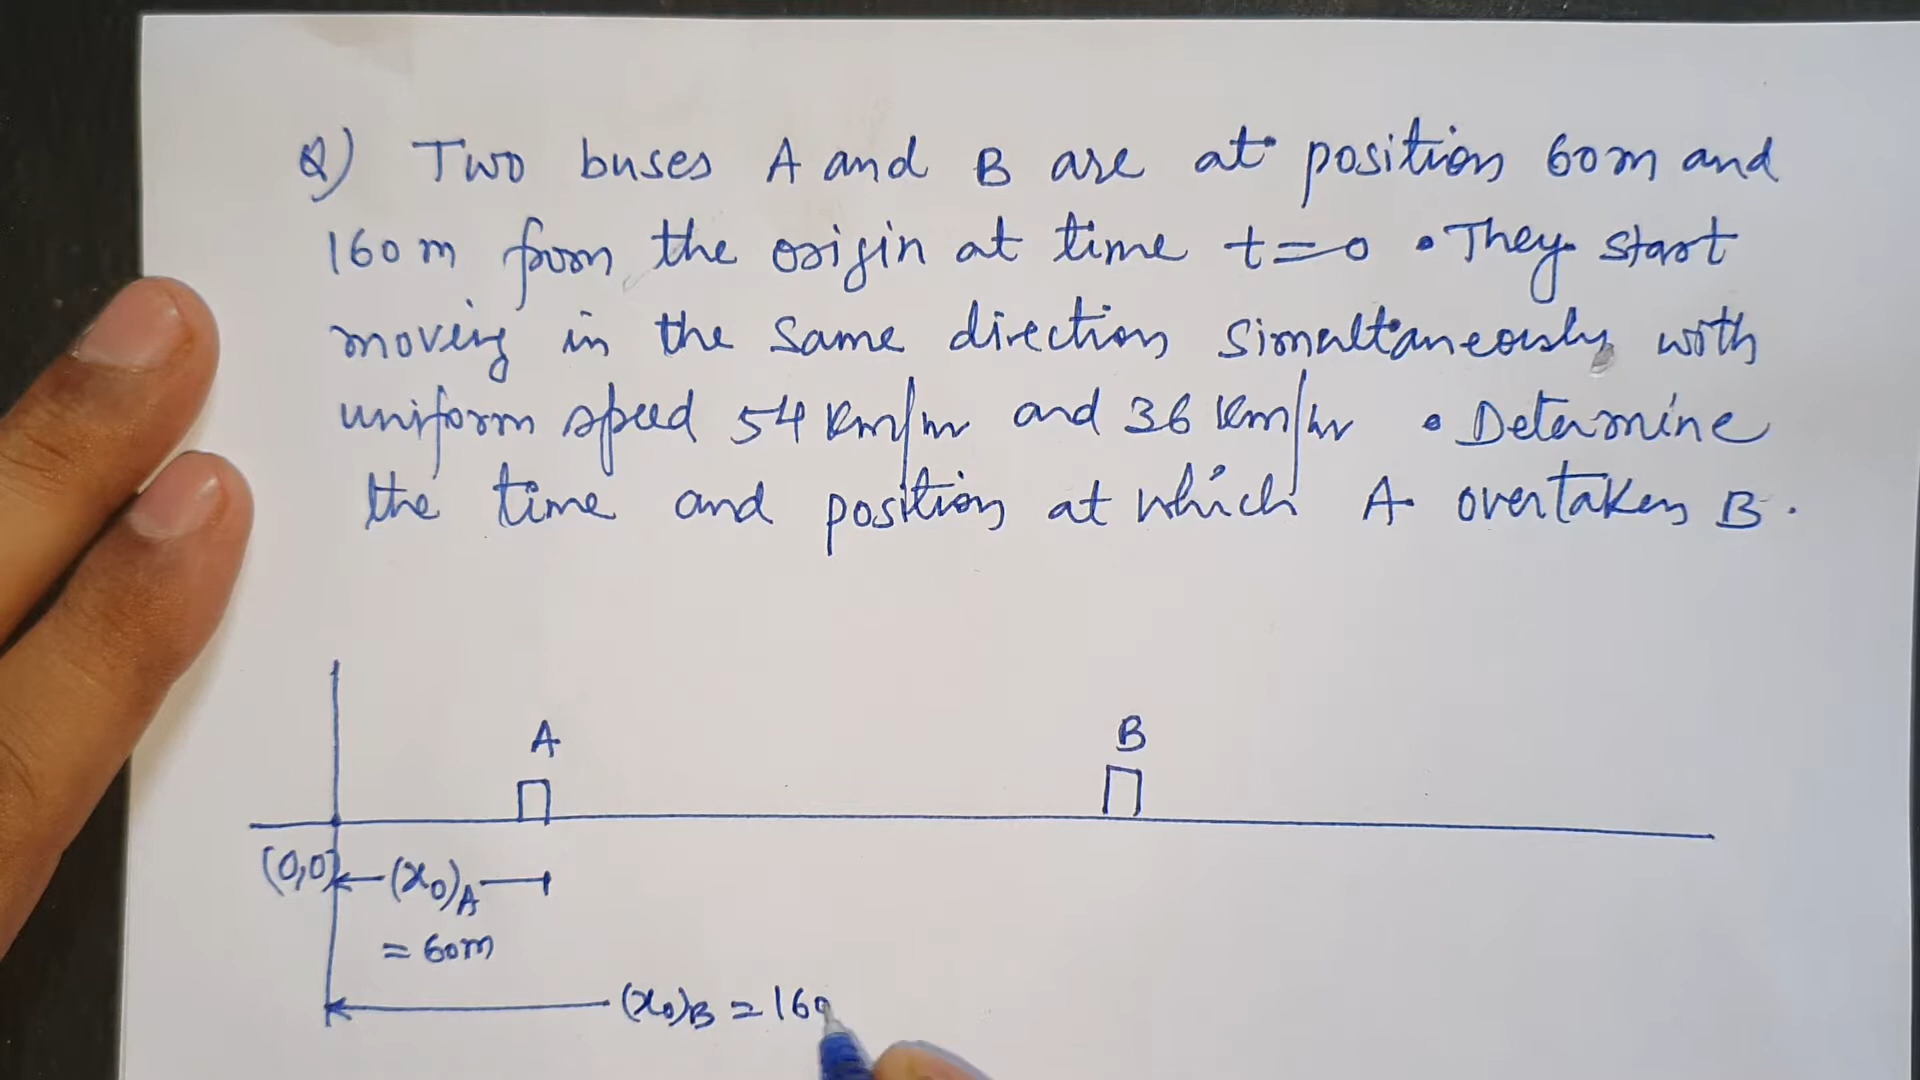 Q) Two buses A and B are at position 60m and
160m from the origin at time t=0 . They start
moving in the same direction simultaneously with
uniform speed 54 Km/hr and 36 Km/hr . Determine
the time and position at which A overtakes B .
A
B
(0,0)
(x₀)A
= 60m
(x₀)B = 160